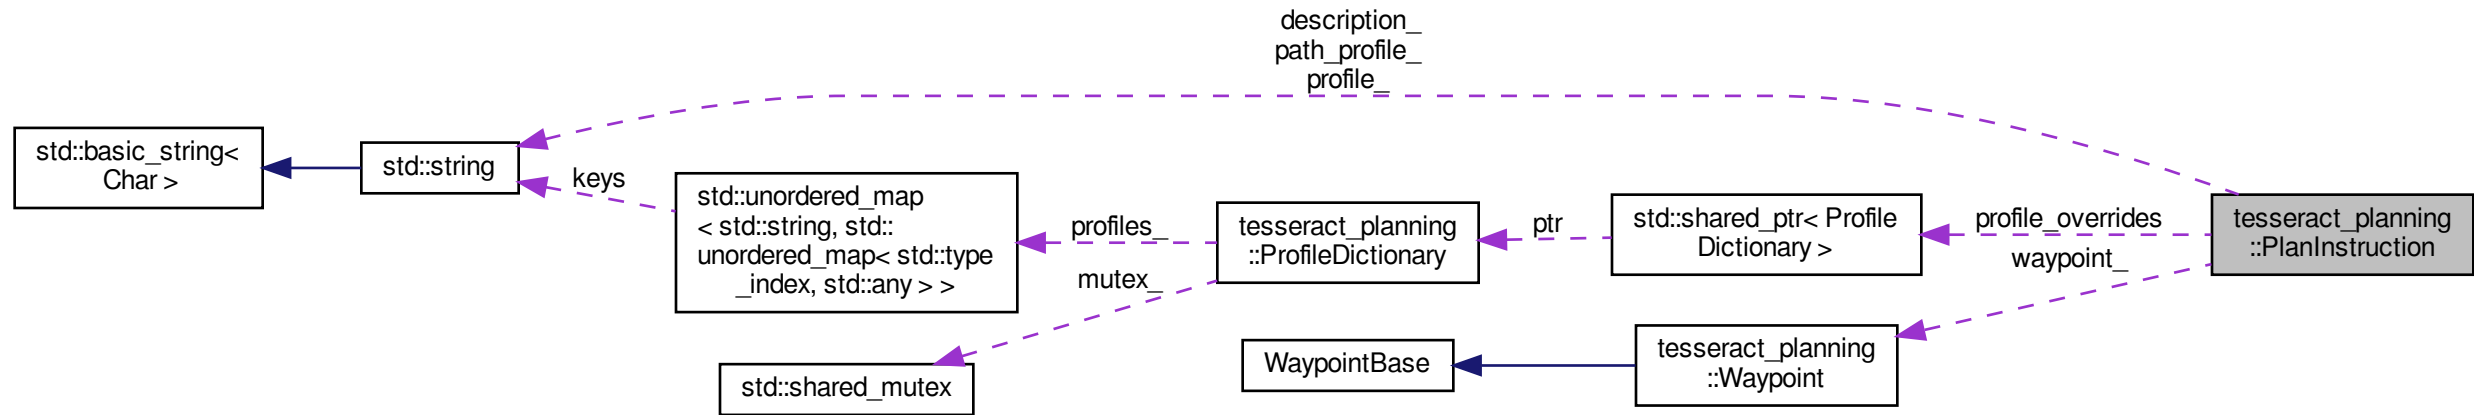 description_
path_profile_
profile_
std::basic_string<
Char >
std::string
keys
std::unordered_map
< std::string, std::
unordered_map< std::type
_index, std::any > >
profiles_
mutex_
std::shared_mutex
tesseract_planning
::ProfileDictionary
ptr
std::shared_ptr< Profile
Dictionary >
profile_overrides
waypoint_
tesseract_planning
::PlanInstruction
WaypointBase
tesseract_planning
::Waypoint